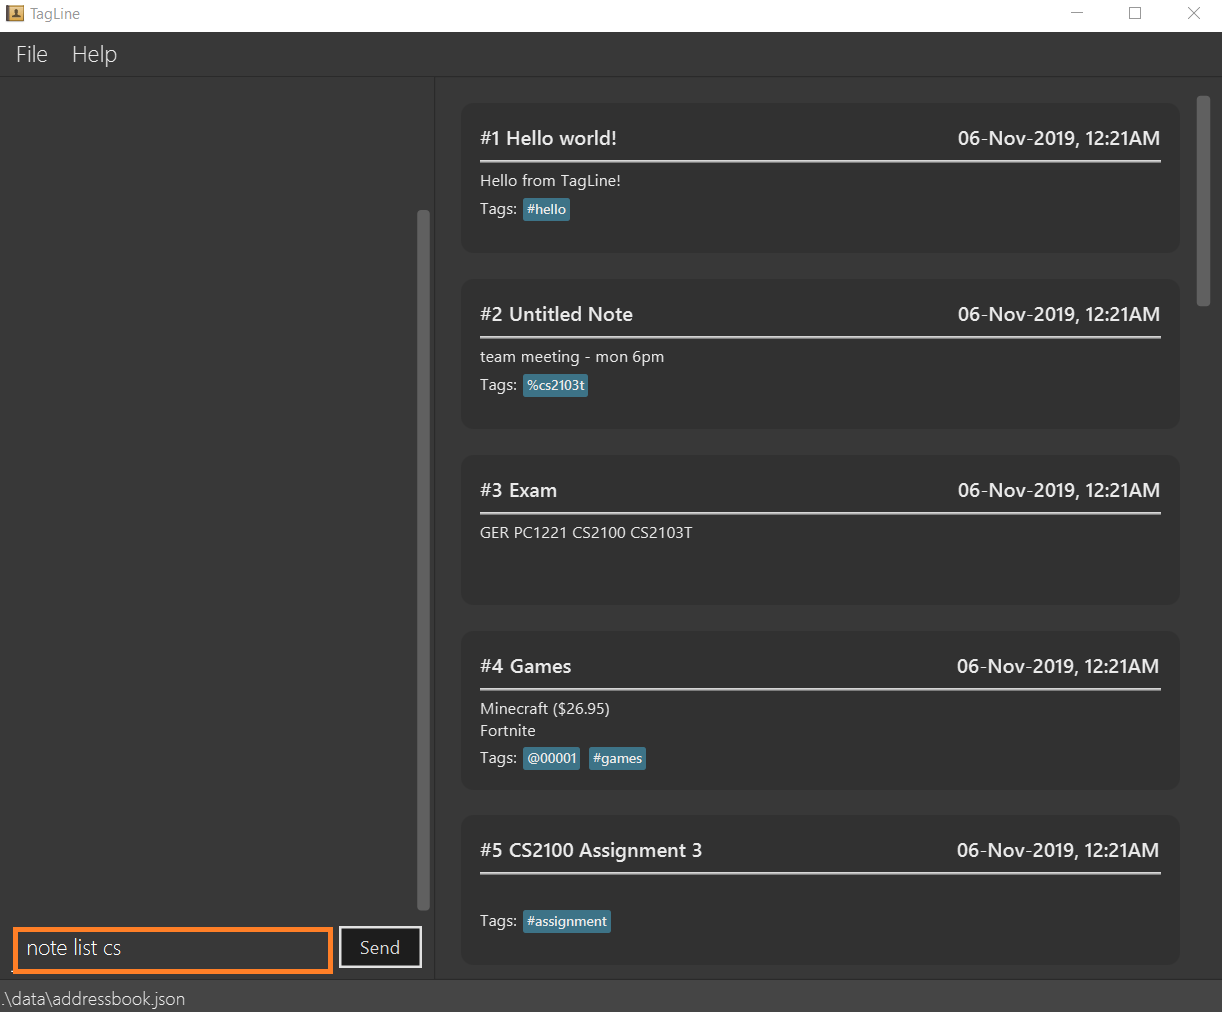 TagLine
File Help
#1 Hello world! 06-Nov-2019, 12:21AM
Hello from TagLine!
Tags: #hello
#2 Untitled Note 06-Nov-2019, 12:21AM
team meeting - mon 6pm
Tags: %cs2103t
#3 Exam 06-Nov-2019, 12:21AM
GER PC1221 CS2100 CS2103T
#4 Games 06-Nov-2019, 12:21AM
Minecraft ($26.95)
Fortnite
Tags: @00001 #games
#5 CS2100 Assignment 3 06-Nov-2019, 12:21AM
Tags: #assignment
note list cs Send
.\data\addressbook.json